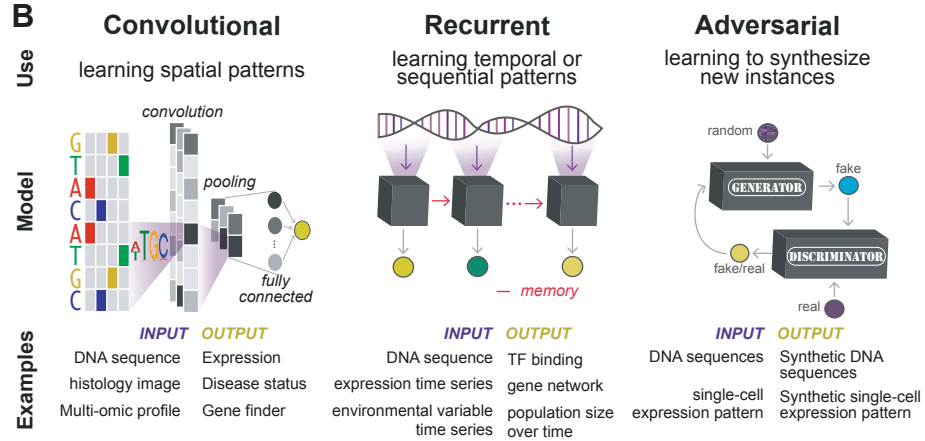 B
Convolutional
Recurrent
Adversarial
Use
learning spatial patterns
learning temporal or
sequential patterns
learning to synthesize
new instances
Model
convolution
pooling
fully
connected
G
T
A
C
A
T
G
C
A
T
TGC
memory
random
GENERATOR
fake
fake/real
DISCRIMINATOR
real
Examples
INPUT OUTPUT
DNA sequence Expression
histology image Disease status
Multi-omic profile Gene finder
INPUT OUTPUT
DNA sequence TF binding
expression time series gene network
environmental variable population size
time series over time
INPUT OUTPUT
DNA sequences Synthetic DNA
sequences
single-cell Synthetic single-cell
expression pattern expression pattern